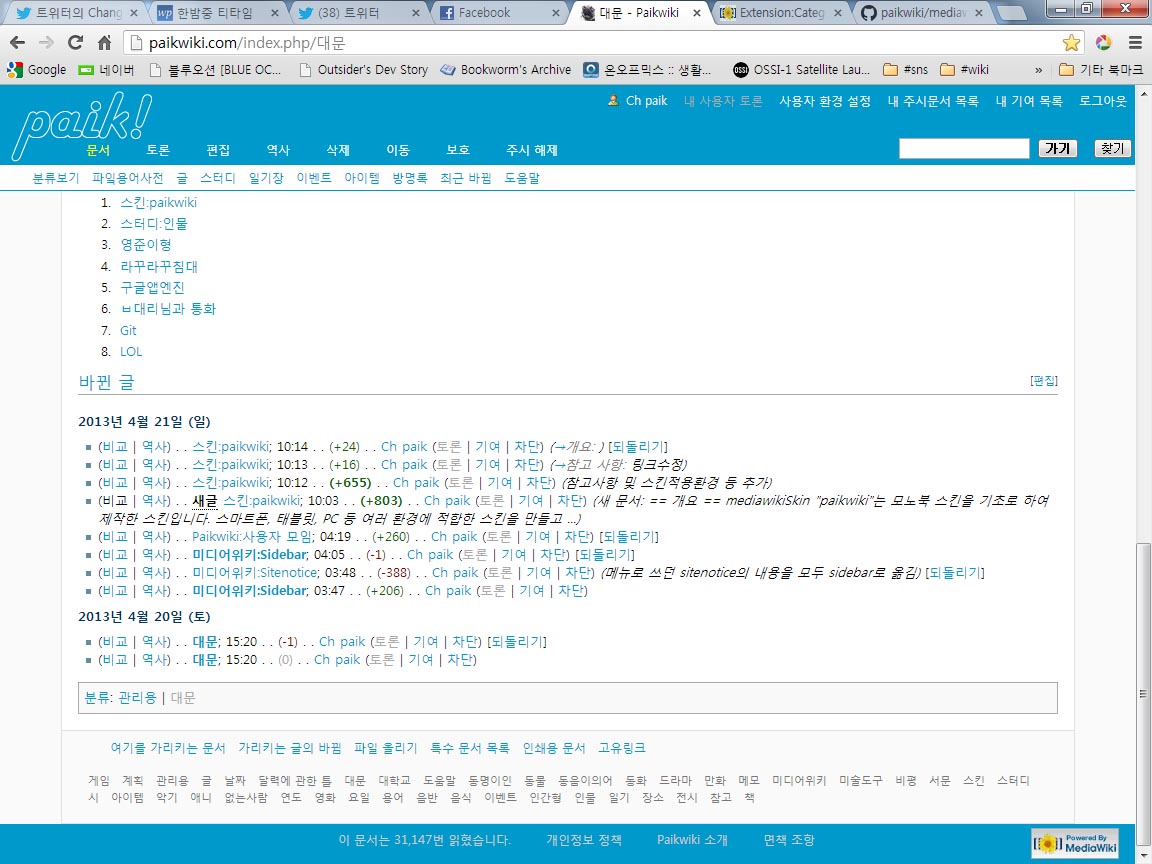 트위터의 Chang
한밤중 티타임
(38) 트위터
Facebook
대문 - Paikwiki
Extension:Categ
paikwiki/mediaw
paikwiki.com/index.php/대문
Google 네이버 블루오션 [BLUE OC... Outsider's Dev Story Bookworm's Archive 온오프믹스 :: 생활... OSSI-1 Satellite Lau... #sns #wiki » 기타 북마크
paik!
Ch paik 내 사용자 토론 사용자 환경 설정 내 주시문서 목록 내 기여 목록 로그아웃
문서 토론 편집 역사 삭제 이동 보호 주시 해제
가기 찾기
분류보기 파일용어사전 글 스터디 일기장 이벤트 아이템 방명록 최근 바뀜 도움말
1. 스킨:paikwiki
2. 스터디:인물
3. 영준이형
4. 라꾸라꾸침대
5. 구글앱엔진
6. ㅂ대리님과 통화
7. Git
8. LOL
바뀐 글 [편집]
2013년 4월 21일 (일)
(비교 | 역사) . . 스킨:paikwiki; 10:14 . . (+24) . . Ch paik (토론 | 기여 | 차단) (→개요: ) [되돌리기]
(비교 | 역사) . . 스킨:paikwiki; 10:13 . . (+16) . . Ch paik (토론 | 기여 | 차단) (→참고 사항: 링크수정)
(비교 | 역사) . . 스킨:paikwiki; 10:12 . . (+655) . . Ch paik (토론 | 기여 | 차단) (참고사항 및 스킨적용환경 등 추가)
(비교 | 역사) . . 새글 스킨:paikwiki; 10:03 . . (+803) . . Ch paik (토론 | 기여 | 차단) (새 문서: == 개요 == mediawikiSkin "paikwiki"는 모노북 스킨을 기초로 하여
제작한 스킨입니다. 스마트폰, 태블릿, PC 등 여러 환경에 적합한 스킨을 만들고 ...)
(비교 | 역사) . . Paikwiki:사용자 모임; 04:19 . . (+260) . . Ch paik (토론 | 기여 | 차단) [되돌리기]
(비교 | 역사) . . 미디어위키:Sidebar; 04:05 . . (-1) . . Ch paik (토론 | 기여 | 차단) [되돌리기]
(비교 | 역사) . . 미디어위키:Sitenotice; 03:48 . . (-388) . . Ch paik (토론 | 기여 | 차단) (메뉴로 쓰던 sitenotice의 내용을 모두 sidebar로 옮김) [되돌리기]
(비교 | 역사) . . 미디어위키:Sidebar; 03:47 . . (+206) . . Ch paik (토론 | 기여 | 차단)
2013년 4월 20일 (토)
(비교 | 역사) . . 대문; 15:20 . . (-1) . . Ch paik (토론 | 기여 | 차단) [되돌리기]
(비교 | 역사) . . 대문; 15:20 . . (0) . . Ch paik (토론 | 기여 | 차단)
분류: 관리용 | 대문
여기를 가리키는 문서 가리키는 글의 바뀜 파일 올리기 특수 문서 목록 인쇄용 문서 고유링크
게임 계획 관리용 글 날짜 달력에 관한 틀 대문 대학교 도움말 동명이인 동물 동음이의어 동화 드라마 만화 메모 미디어위키 미술도구 비평 서문 스킨 스터디
시 아이템 악기 애니 없는사람 연도 영화 요일 용어 음반 음식 이벤트 인간형 인물 일기 장소 전시 참고 책
이 문서는 31,147번 읽혔습니다. 개인정보 정책 Paikwiki 소개 면책 조항
Powered By
MediaWiki